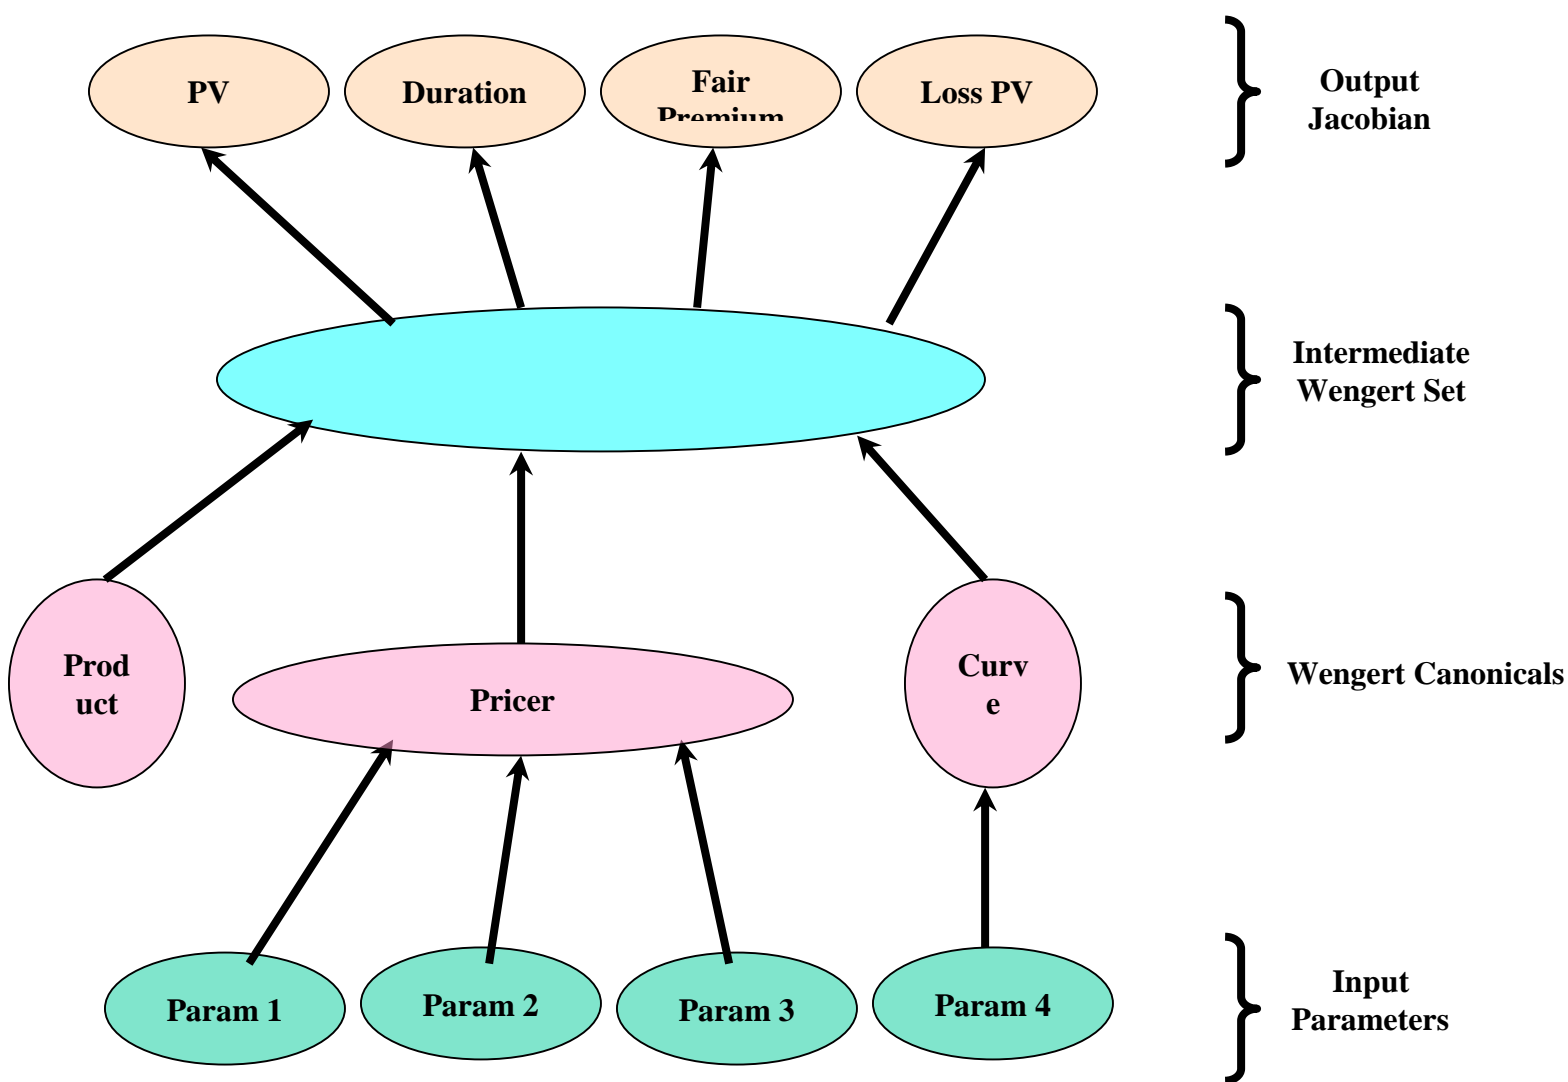 PV
Duration
Fair
Premium
Loss PV
Output
Jacobian
Intermediate
Wengert Set
Prod
uct
Pricer
Curv
e
Wengert Canonicals
Param 1
Param 2
Param 3
Param 4
Input
Parameters